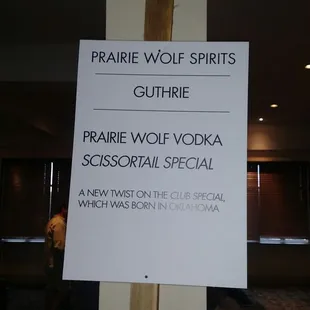 PRAIRIE WOLF SPIRITS
GUTHRIE
PRAIRIE WOLF VODKA
SCISSORTAIL SPECIAL
A NEW TWIST ON THE CLUB SPECIAL,
WHICH WAS BORN IN OKLAHOMA